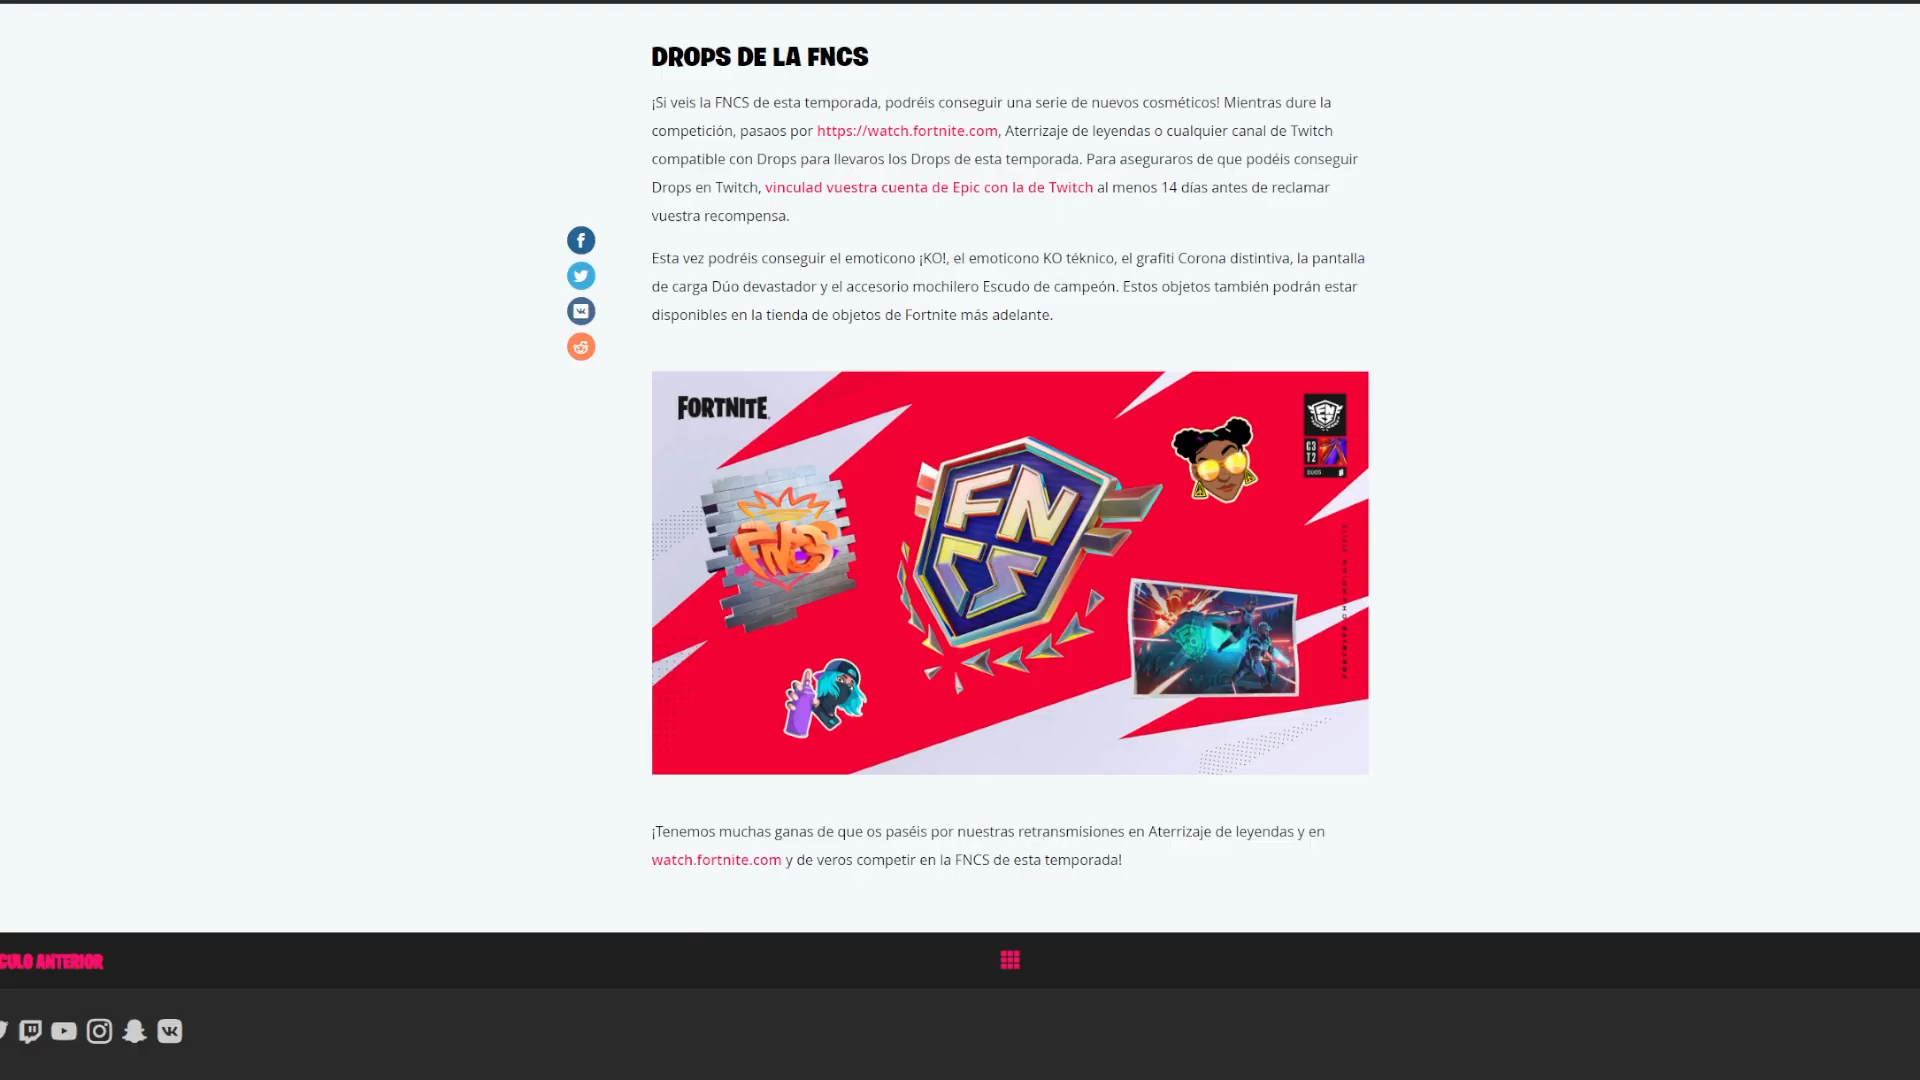 DROPS DE LA FNCS
¡Si veis la FNCS de esta temporada, podréis conseguir una serie de nuevos cosméticos! Mientras dure la
competición, pasaos por https://watch.fortnite.com, Aterrizaje de leyendas o cualquier canal de Twitch
compatible con Drops para llevaros los Drops de esta temporada. Para aseguraros de que podéis conseguir
Drops en Twitch, vinculad vuestra cuenta de Epic con la de Twitch al menos 14 días antes de reclamar
vuestra recompensa.
Esta vez podréis conseguir el emoticono ¡KO!, el emoticono KO téknico, el grafiti Corona distintiva, la pantalla
de carga Dúo devastador y el accesorio mochilero Escudo de campeón. Estos objetos también podrán estar
disponibles en la tienda de objetos de Fortnite más adelante.
FORTNITE
FNCS
C3
T2
DÚOS
FNCS
FN
CS
¡Tenemos muchas ganas de que os paséis por nuestras retransmisiones en Aterrizaje de leyendas y en
watch.fortnite.com y de veros competir en la FNCS de esta temporada!
CULO ANTERIOR